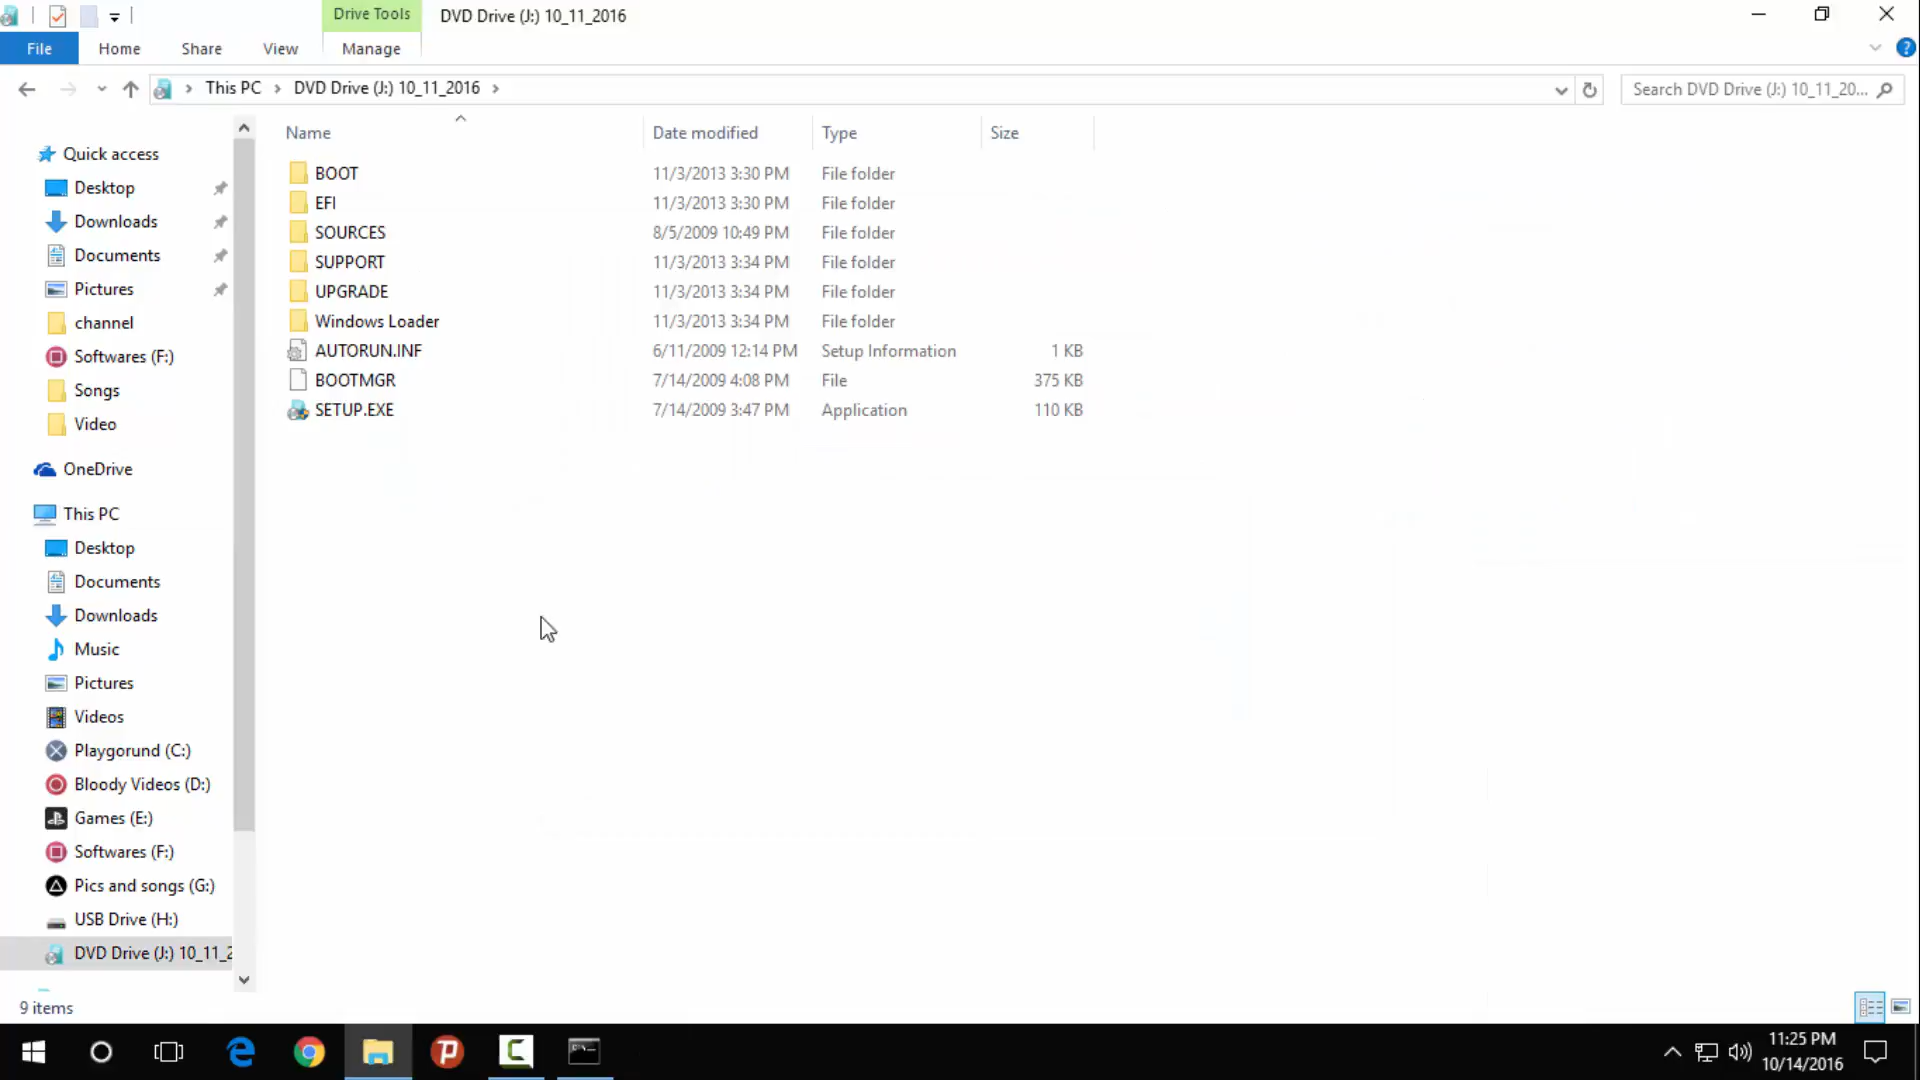 Drive Tools
DVD Drive (J:) 10_11_2016
File
Home
Share
View
Manage
This PC
DVD Drive (J:) 10_11_2016
Search DVD Drive (J:) 10_11_20...
Name
Date modified
Type
Size
BOOT 11/3/2013 3:30 PM File folder
EFI 11/3/2013 3:30 PM File folder
SOURCES 8/5/2009 10:49 PM File folder
SUPPORT 11/3/2013 3:34 PM File folder
UPGRADE 11/3/2013 3:34 PM File folder
Windows Loader 11/3/2013 3:34 PM File folder
AUTORUN.INF 6/11/2009 12:14 PM Setup Information 1 KB
BOOTMGR 7/14/2009 4:08 PM File 375 KB
SETUP.EXE 7/14/2009 3:47 PM Application 110 KB
Quick access
Desktop
Downloads
Documents
Pictures
channel
Softwares (F:)
Songs
Video
OneDrive
This PC
Desktop
Documents
Downloads
Music
Pictures
Videos
Playgorund (C:)
Bloody Videos (D:)
Games (E:)
Softwares (F:)
Pics and songs (G:)
USB Drive (H:)
DVD Drive (J:) 10_11_2
9 items
11:25 PM
10/14/2016